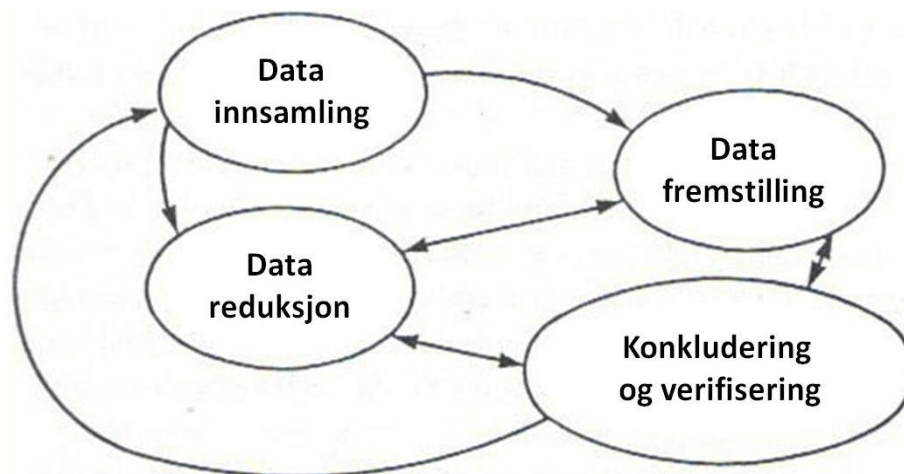 Data
innsamling
Data
fremstilling
Data
reduksjon
Konkludering
og verifisering